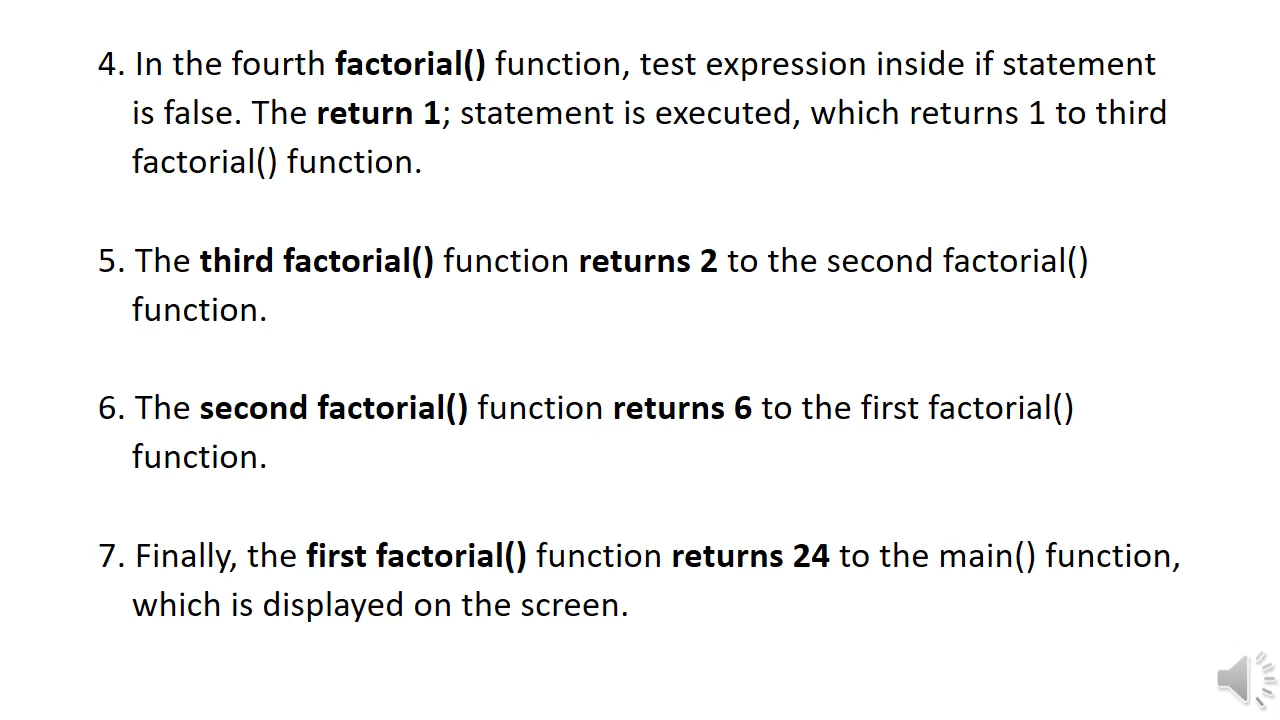 4. In the fourth factorial() function, test expression inside if statement
is false. The return 1; statement is executed, which returns 1 to third
factorial() function.
5. The third factorial() function returns 2 to the second factorial()
function.
6. The second factorial() function returns 6 to the first factorial()
function.
7. Finally, the first factorial() function returns 24 to the main() function,
which is displayed on the screen.